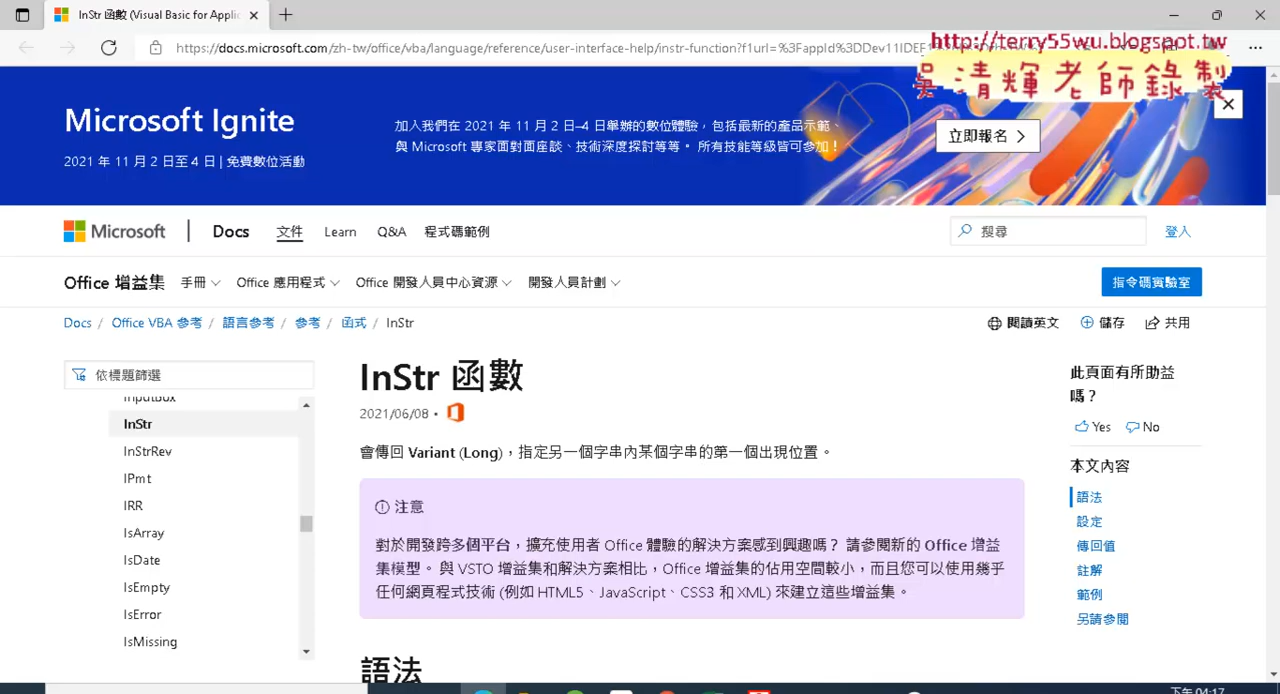 InStr 函數 (Visual Basic for Applic
https://docs.microsoft.com/zh-tw/office/vba/language/reference/user-interface-help/instr-function?f1url=%3FappId%3DDev11IDEF1
http://terry55wu.blogspot.tw
吳清輝老師錄製
Microsoft Ignite
2021 年 11 月 2 日至 4 日 | 免費數位活動
加入我們在 2021 年 11 月 2 日–4 日舉辦的數位體驗，包括最新的產品示範、
與 Microsoft 專家面對面座談、技術深度探討等等。 所有技能等級皆可參加！
立即報名
Microsoft
Docs
文件
Learn
Q&A
程式碼範例
搜尋
登入
Office 增益集
手冊
Office 應用程式
Office 開發人員中心資源
開發人員計劃
指令碼實驗室
Docs / Office VBA 參考 / 語言參考 / 參考 / 函式 / InStr
閱讀英文
儲存
共用
依標題篩選
InputBox
InStr
InStrRev
IPmt
IRR
IsArray
IsDate
IsEmpty
IsError
IsMissing
InStr 函數
2021/06/08 •
會傳回 Variant (Long)，指定另一個字串內某個字串的第一個出現位置。
注意
對於開發跨多個平台，擴充使用者 Office 體驗的解決方案感到興趣嗎？ 請參閱新的 Office 增益
集模型。 與 VSTO 增益集和解決方案相比，Office 增益集的佔用空間較小，而且您可以使用幾乎
任何網頁程式技術 (例如 HTML5、JavaScript、CSS3 和 XML) 來建立這些增益集。
語法
此頁面有所助益
嗎？
Yes
No
本文內容
語法
設定
傳回值
註解
範例
另請參閱
下午 04:17